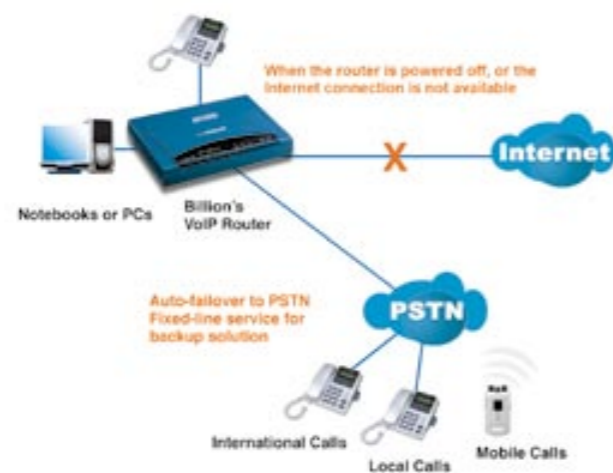 When the router is powered off, or the
Internet connection is not available
Internet
Notebooks or PCs
Billion's
VoIP Router
Auto-failover to PSTN
Fixed-line service for
backup solution
PSTN
International Calls
Local Calls
Mobile Calls